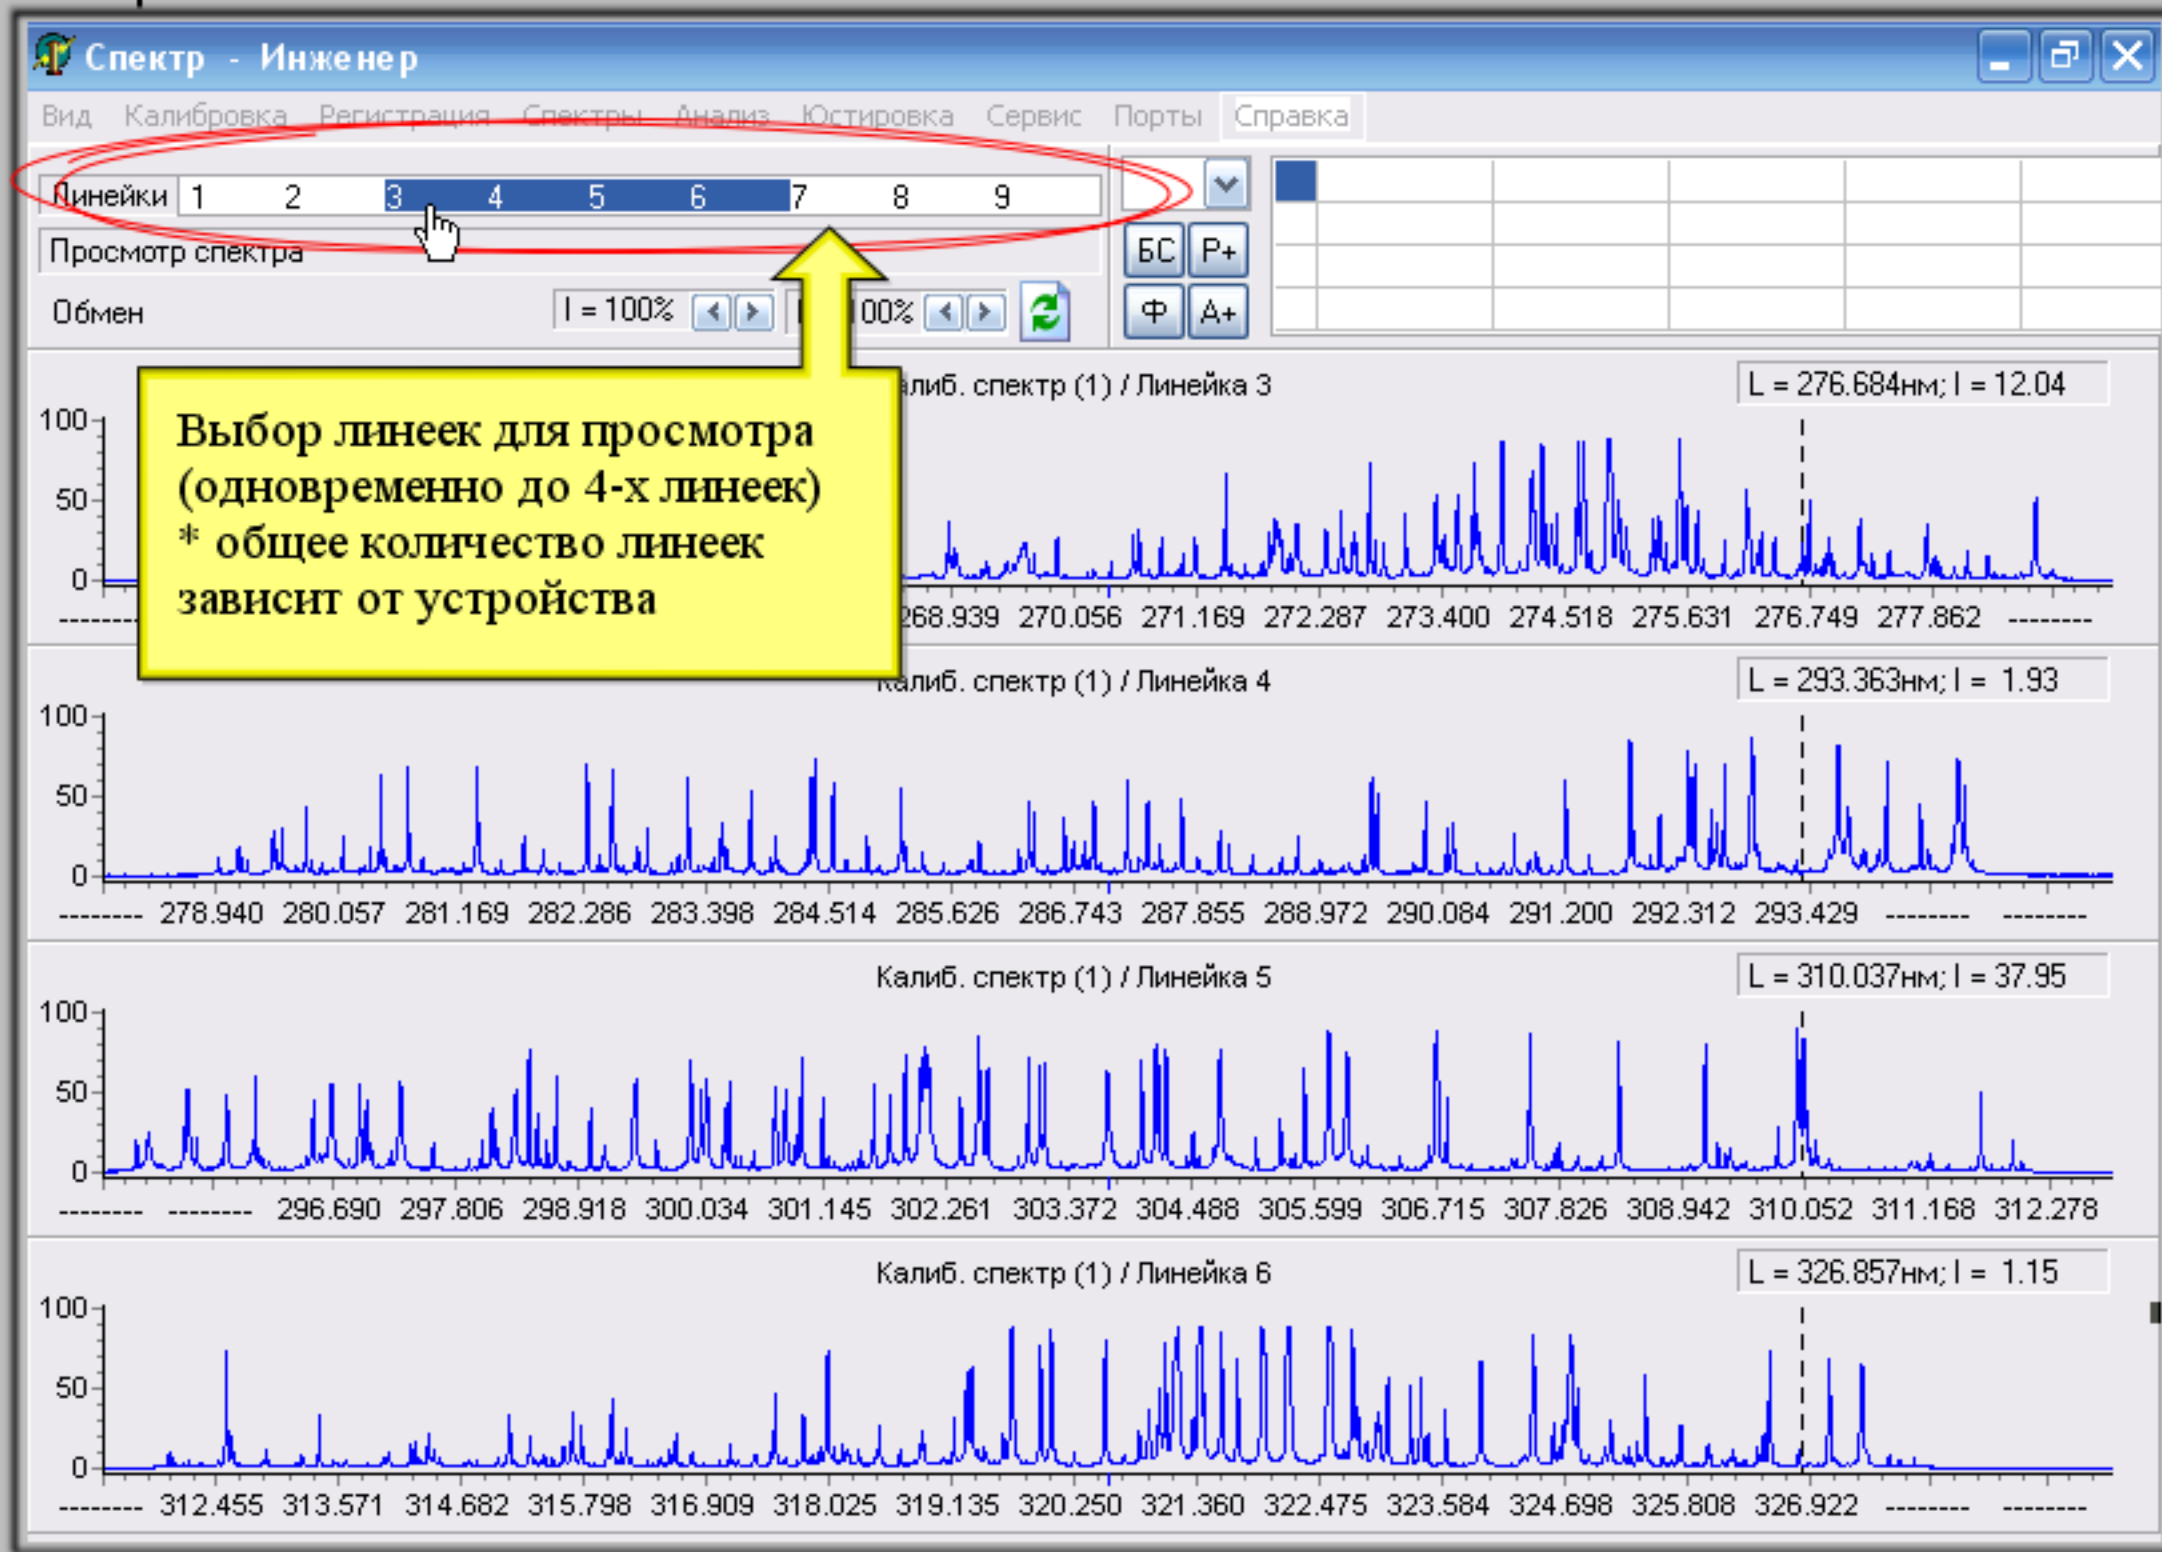 Спектр - Инженер
Вид Калибровка Регистрация Спектры Анализ Юстировка Сервис Порты Справка
Линейки 1 2 3 4 5 6 7 8 9
Просмотр спектра
БС Р+
Обмен I = 100% 00%
Ф А+
Выбор линеек для просмотра
(одновременно до 4-х линеек)
* общее количество линеек
зависит от устройства
алиб. спектр (1) / Линейка 3
L = 276.684нм; I = 12.04
100
50
0
-------- 268.939 270.056 271.169 272.287 273.400 274.518 275.631 276.749 277.862 --------
Калиб. спектр (1) / Линейка 4
L = 293.363нм; I = 1.93
100
50
0
-------- 278.940 280.057 281.169 282.286 283.398 284.514 285.626 286.743 287.855 288.972 290.084 291.200 292.312 293.429 -------- --------
Калиб. спектр (1) / Линейка 5
L = 310.037нм; I = 37.95
100
50
0
-------- -------- 296.690 297.806 298.918 300.034 301.145 302.261 303.372 304.488 305.599 306.715 307.826 308.942 310.052 311.168 312.278
Калиб. спектр (1) / Линейка 6
L = 326.857нм; I = 1.15
100
50
0
-------- 312.455 313.571 314.682 315.798 316.909 318.025 319.135 320.250 321.360 322.475 323.584 324.698 325.808 326.922 -------- --------